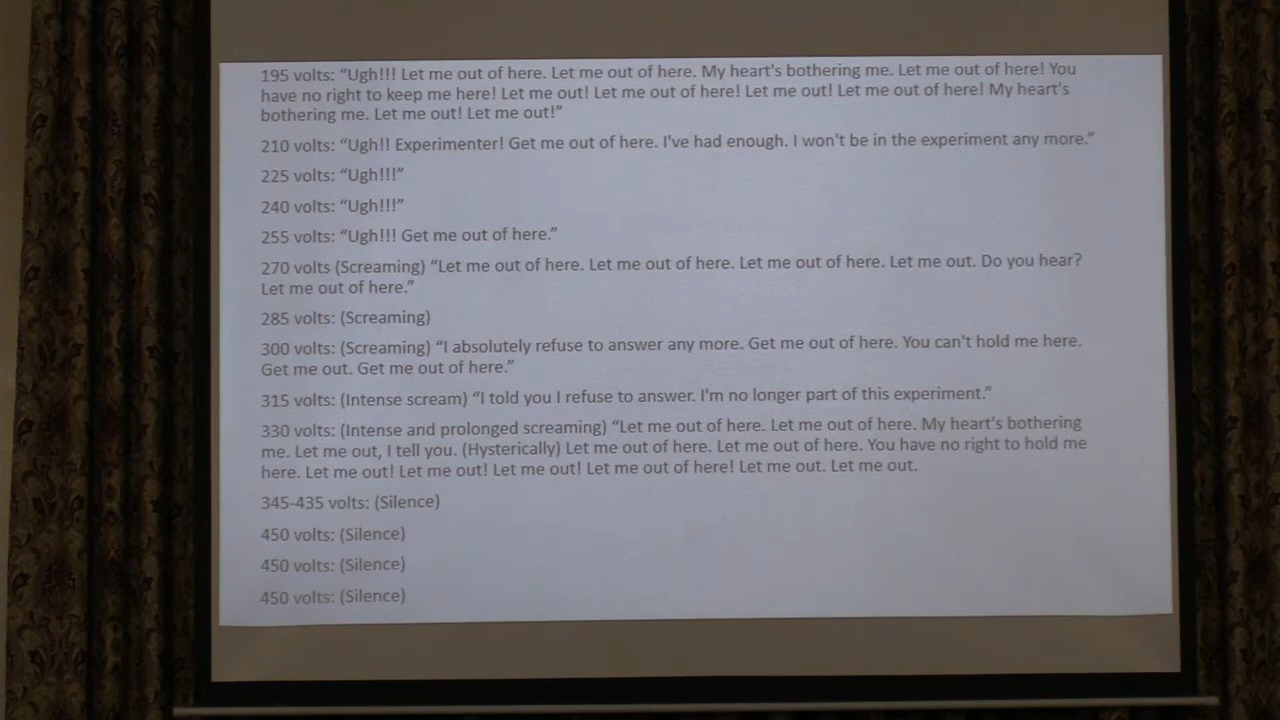 195 volts: “Ugh!!! Let me out of here. Let me out of here. My heart's bothering me. Let me out of here! You
have no right to keep me here! Let me out! Let me out of here! Let me out! Let me out of here! My heart's
bothering me. Let me out! Let me out!”
210 volts: “Ugh!! Experimenter! Get me out of here. I've had enough. I won't be in the experiment any more.”
225 volts: “Ugh!!!”
240 volts: “Ugh!!!”
255 volts: “Ugh!!! Get me out of here.”
270 volts (Screaming) “Let me out of here. Let me out of here. Let me out of here. Let me out. Do you hear?
Let me out of here.”
285 volts: (Screaming)
300 volts: (Screaming) “I absolutely refuse to answer any more. Get me out of here. You can't hold me here.
Get me out. Get me out of here.”
315 volts: (Intense scream) “I told you I refuse to answer. I'm no longer part of this experiment.”
330 volts: (Intense and prolonged screaming) “Let me out of here. Let me out of here. My heart's bothering
me. Let me out, I tell you. (Hysterically) Let me out of here. Let me out of here. You have no right to hold me
here. Let me out! Let me out! Let me out! Let me out of here! Let me out. Let me out.
345-435 volts: (Silence)
450 volts: (Silence)
450 volts: (Silence)
450 volts: (Silence)